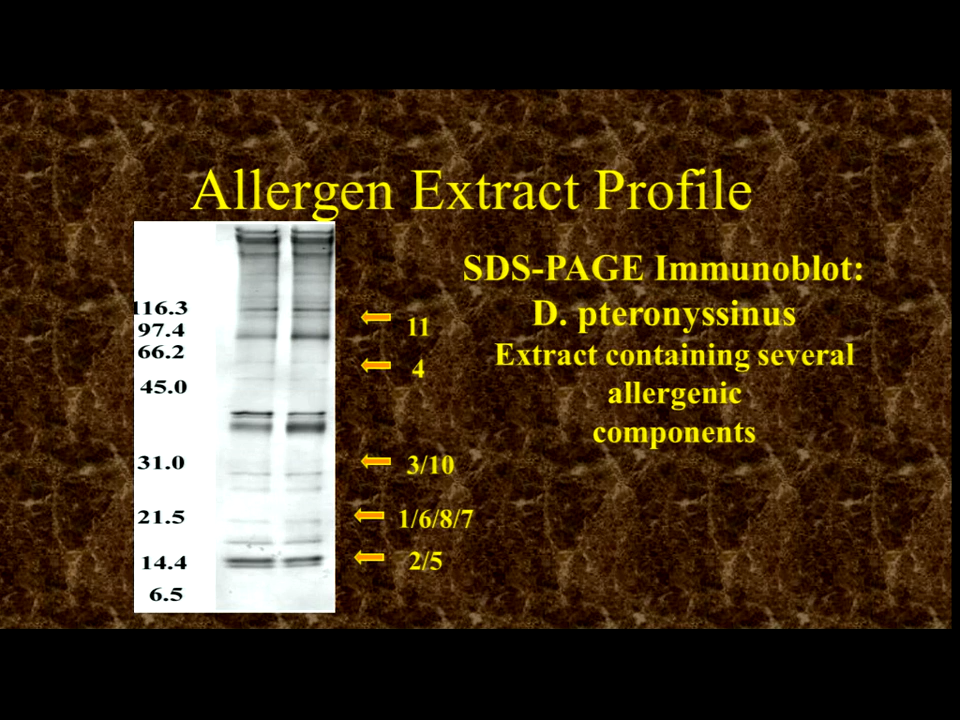 Allergen Extract Profile
SDS-PAGE Immunoblot:
D. pteronyssinus
Extract containing several
allergenic
components
116.3
97.4
66.2
45.0
31.0
21.5
14.4
6.5
11
4
3/10
1/6/8/7
2/5